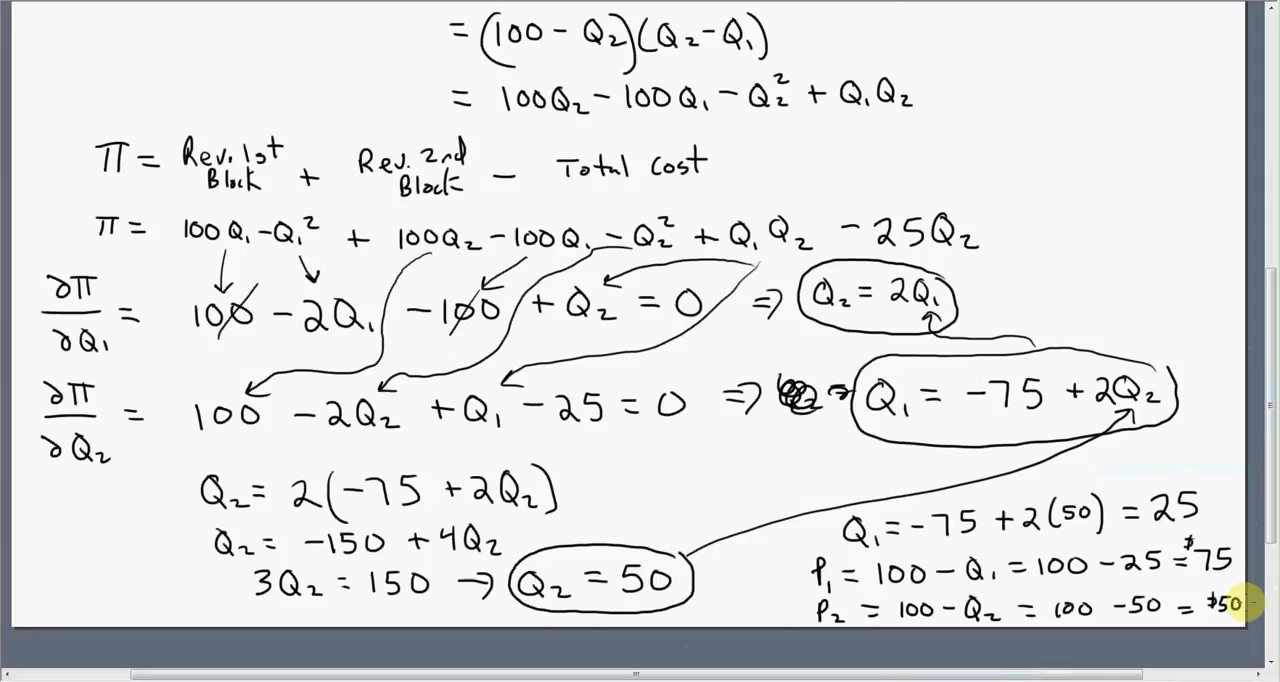 = (100 - Q₂)(Q₂ - Q₁)
= 100Q₂ - 100Q₁ - Q₂² + Q₁Q₂
π = Rev. 1st Block + Rev. 2nd Block - Total cost
π = 100Q₁ - Q₁² + 100Q₂ - 100Q₁ - Q₂² + Q₁Q₂ - 25Q₂
∂π/∂Q₁ = 100 - 2Q₁ - 100 + Q₂ = 0 ⇒ Q₂ = 2Q₁
∂π/∂Q₂ = 100 - 2Q₂ + Q₁ - 25 = 0 ⇒ ⇒ Q₁ = -75 + 2Q₂
Q₂ = 2(-75 + 2Q₂)
Q₂ = -150 + 4Q₂
3Q₂ = 150 → Q₂ = 50
Q₁ = -75 + 2(50) = 25
P₁ = 100 - Q₁ = 100 - 25 = $75
P₂ = 100 - Q₂ = 100 - 50 = $50